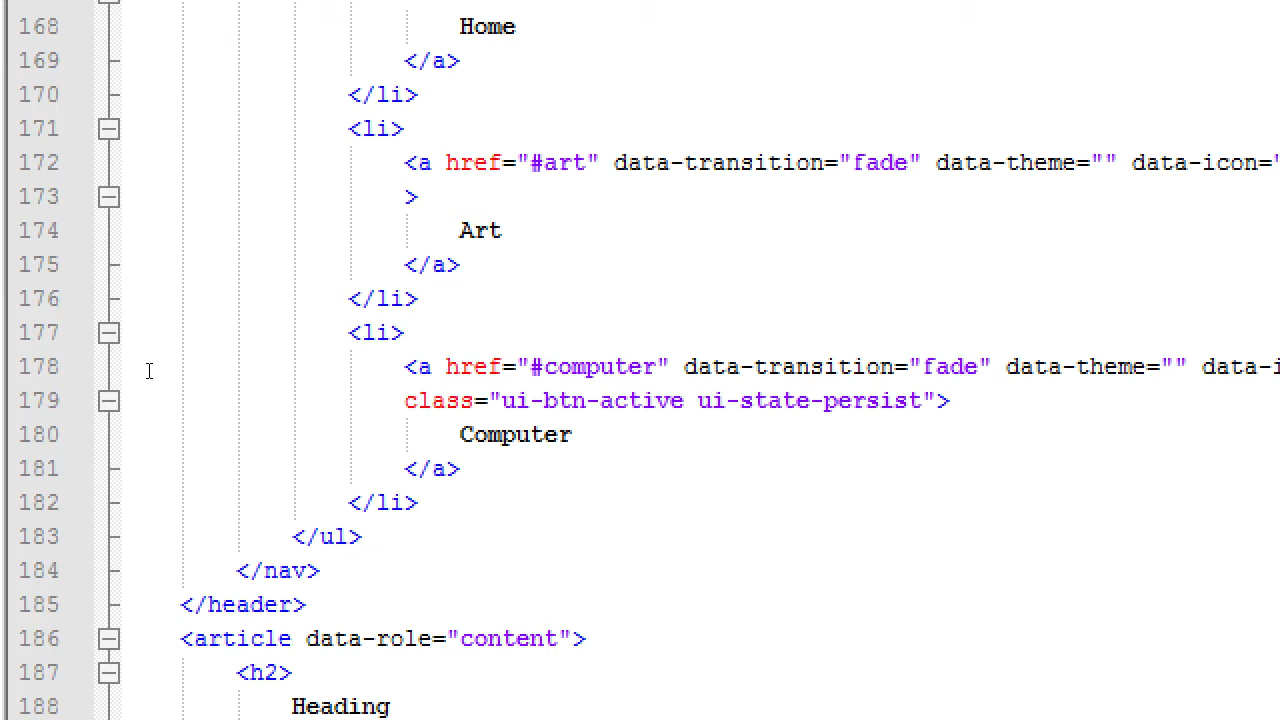 168 Home
169 </a>
170 </li>
171 <li>
172 <a href="#art" data-transition="fade" data-theme="" data-icon="
173 >
174 Art
175 </a>
176 </li>
177 <li>
178 <a href="#computer" data-transition="fade" data-theme="" data-i
179 class="ui-btn-active ui-state-persist">
180 Computer
181 </a>
182 </li>
183 </ul>
184 </nav>
185 </header>
186 <article data-role="content">
187 <h2>
188 Heading